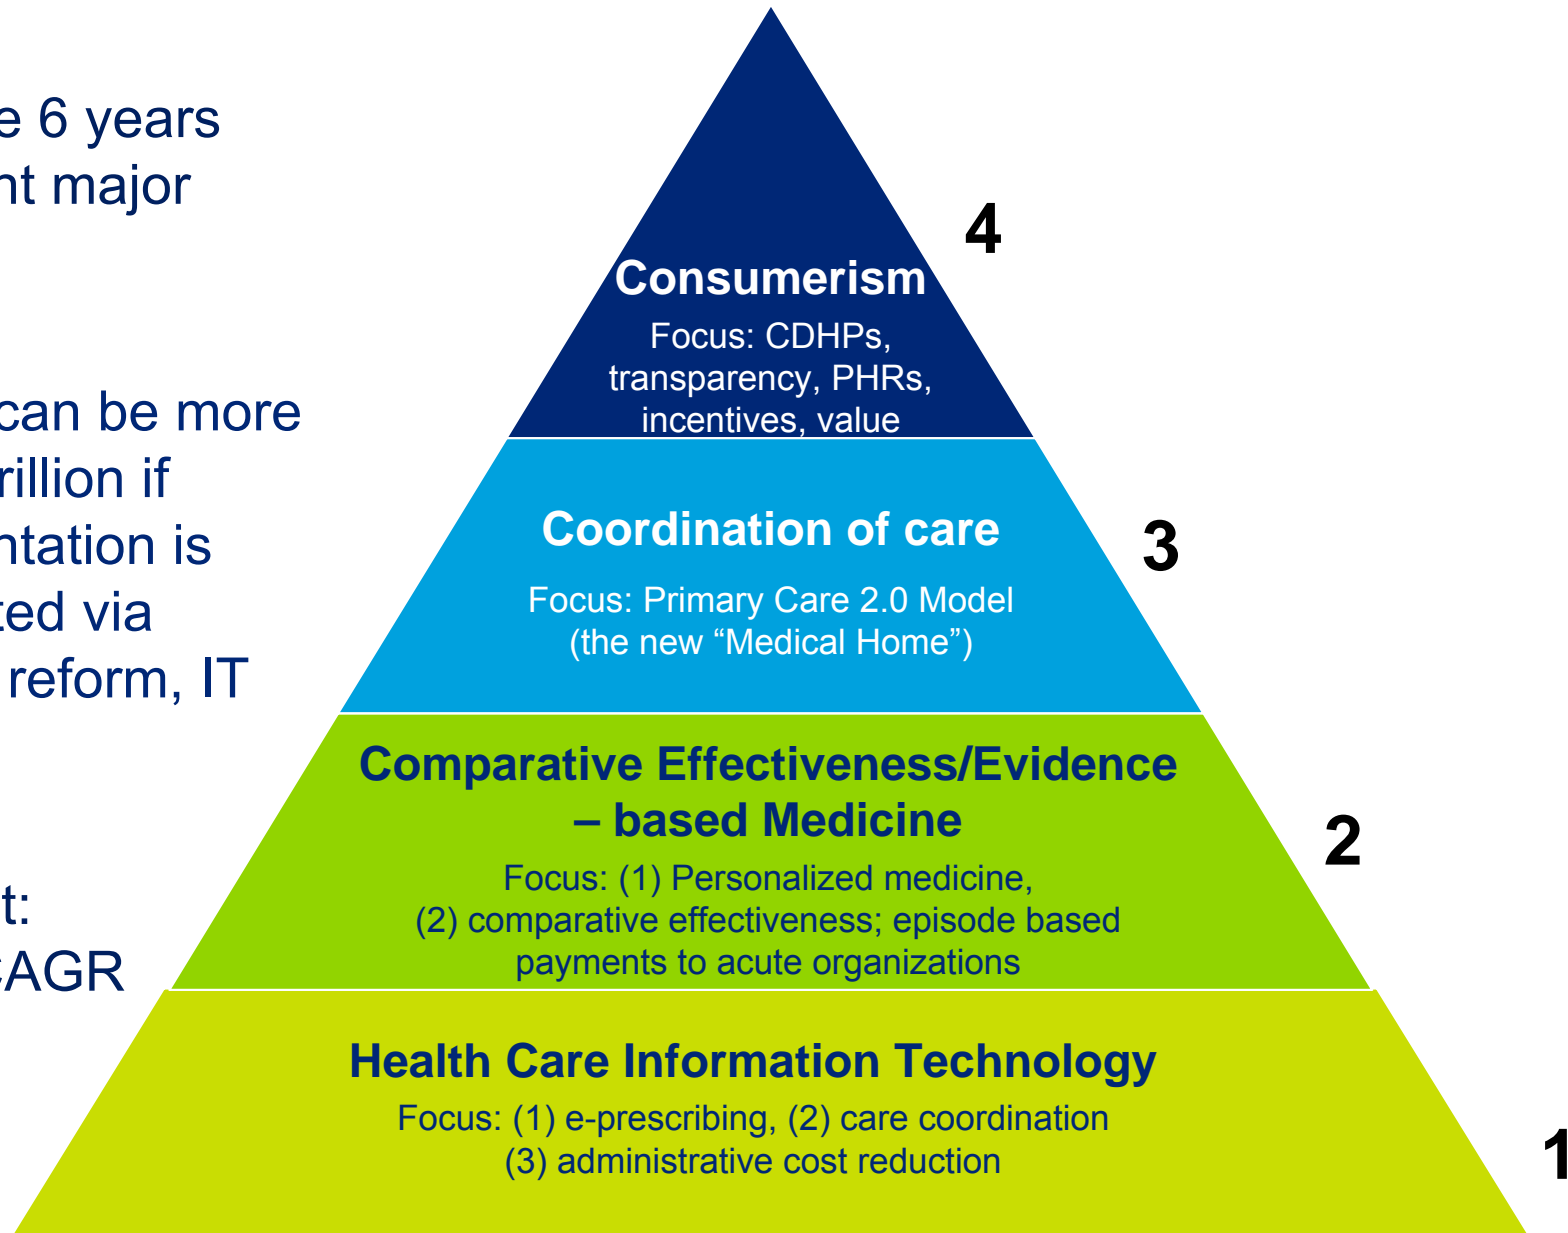 e 6 years
nt major
can be more
rillion if
ntation is
ted via
reform, IT
t:
CAGR
4
Consumerism
Focus: CDHPs,
transparency, PHRs,
incentives, value
Coordination of care
3
Focus: Primary Care 2.0 Model
(the new “Medical Home”)
Comparative Effectiveness/Evidence
– based Medicine
2
Focus: (1) Personalized medicine,
(2) comparative effectiveness; episode based
payments to acute organizations
Health Care Information Technology
Focus: (1) e-prescribing, (2) care coordination
(3) administrative cost reduction
1